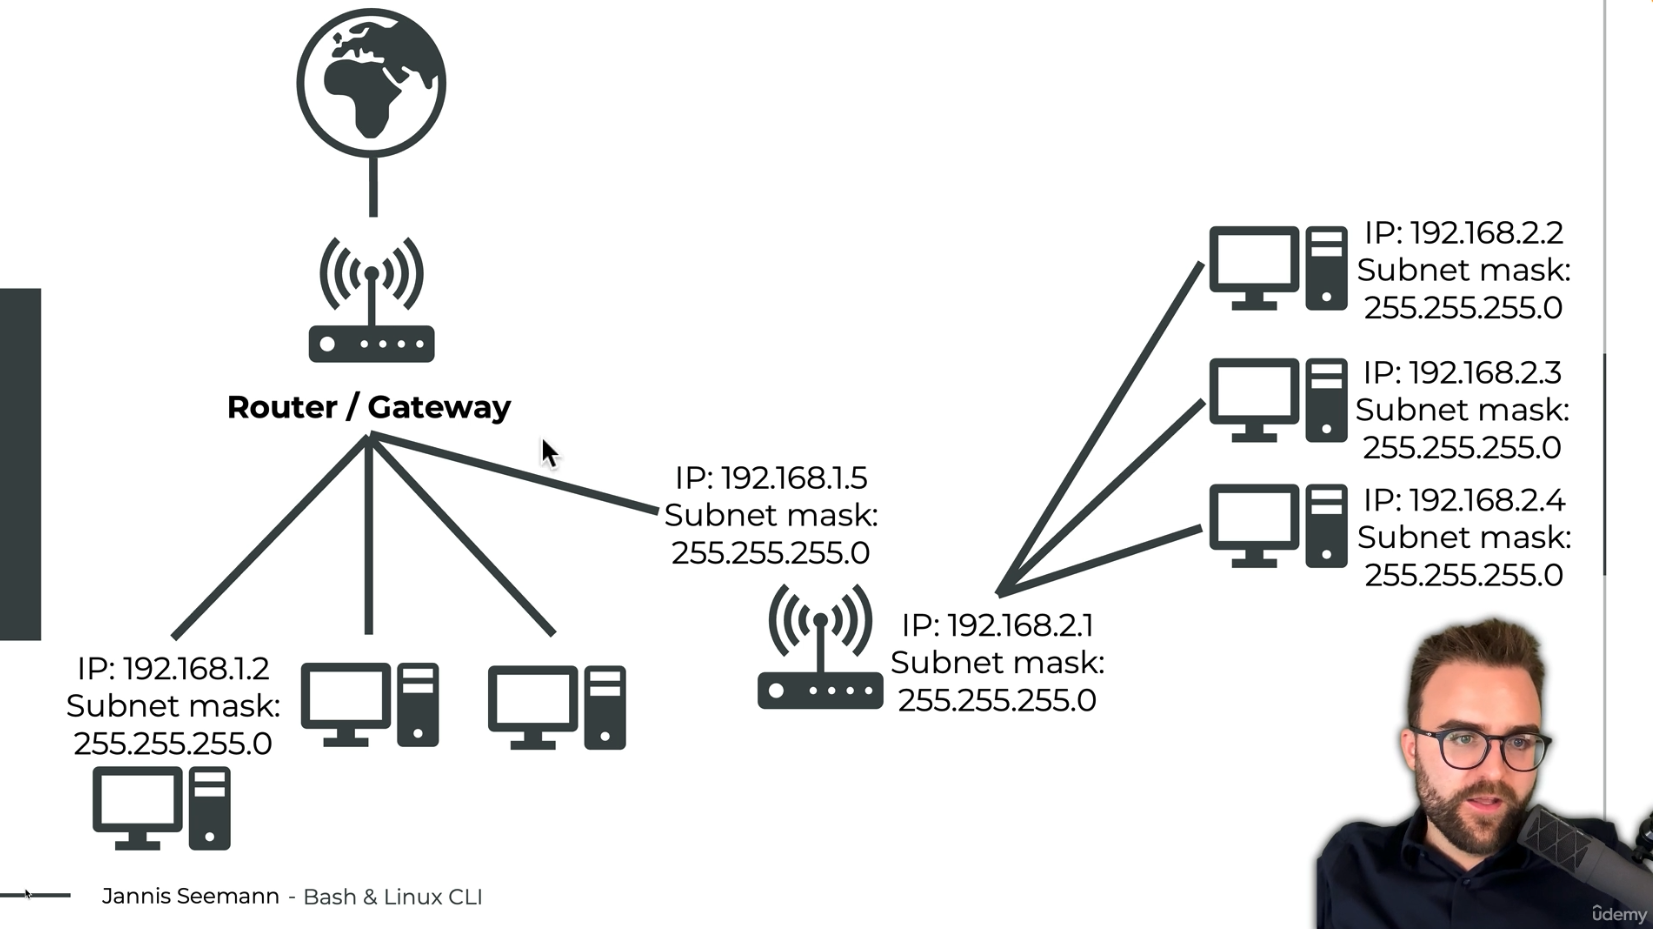 Router / Gateway
IP: 192.168.1.5
Subnet mask:
255.255.255.0
IP: 192.168.1.2
Subnet mask:
255.255.255.0
IP: 192.168.2.1
Subnet mask:
255.255.255.0
IP: 192.168.2.2
Subnet mask:
255.255.255.0
IP: 192.168.2.3
Subnet mask:
255.255.255.0
IP: 192.168.2.4
Subnet mask:
255.255.255.0
Jannis Seemann - Bash & Linux CLI
ûdemy